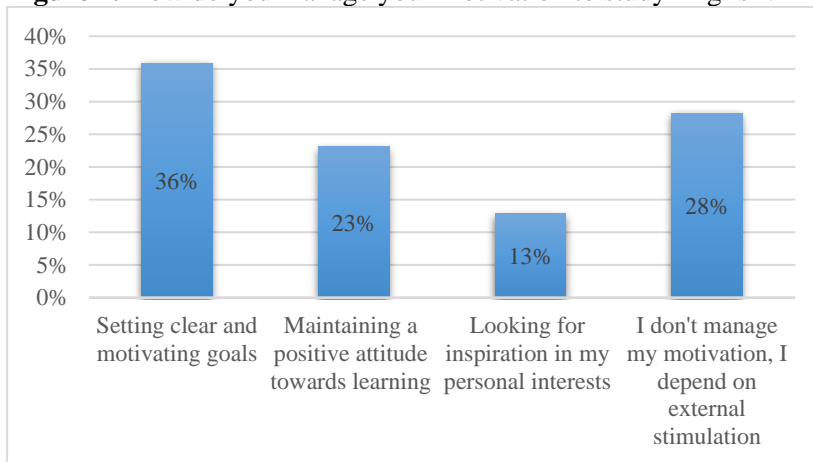 40%
35%
30%
25%
20%
15%
10%
5%
0%
36%
23%
13%
28%
Setting clear and
motivating goals
Maintaining a
positive attitude
towards learning
Looking for
inspiration in my
personal interests
I don't manage
my motivation, I
depend on
external
stimulation